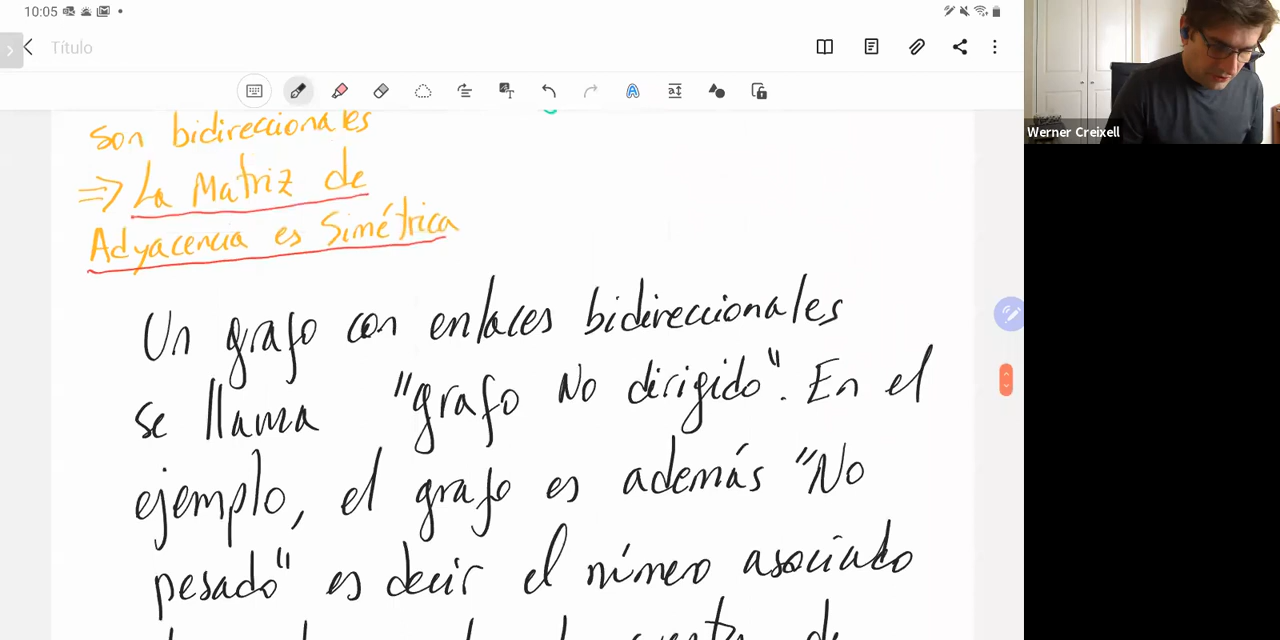 10:05
Título
son bidireccionales
=> La Matriz de
Adyacencia es Simétrica
Un grafo con enlaces bidireccionales
se llama "grafo No dirigido". En el
ejemplo, el grafo es además "No
pesado" es decir el número asociado
de
Werner Creixell